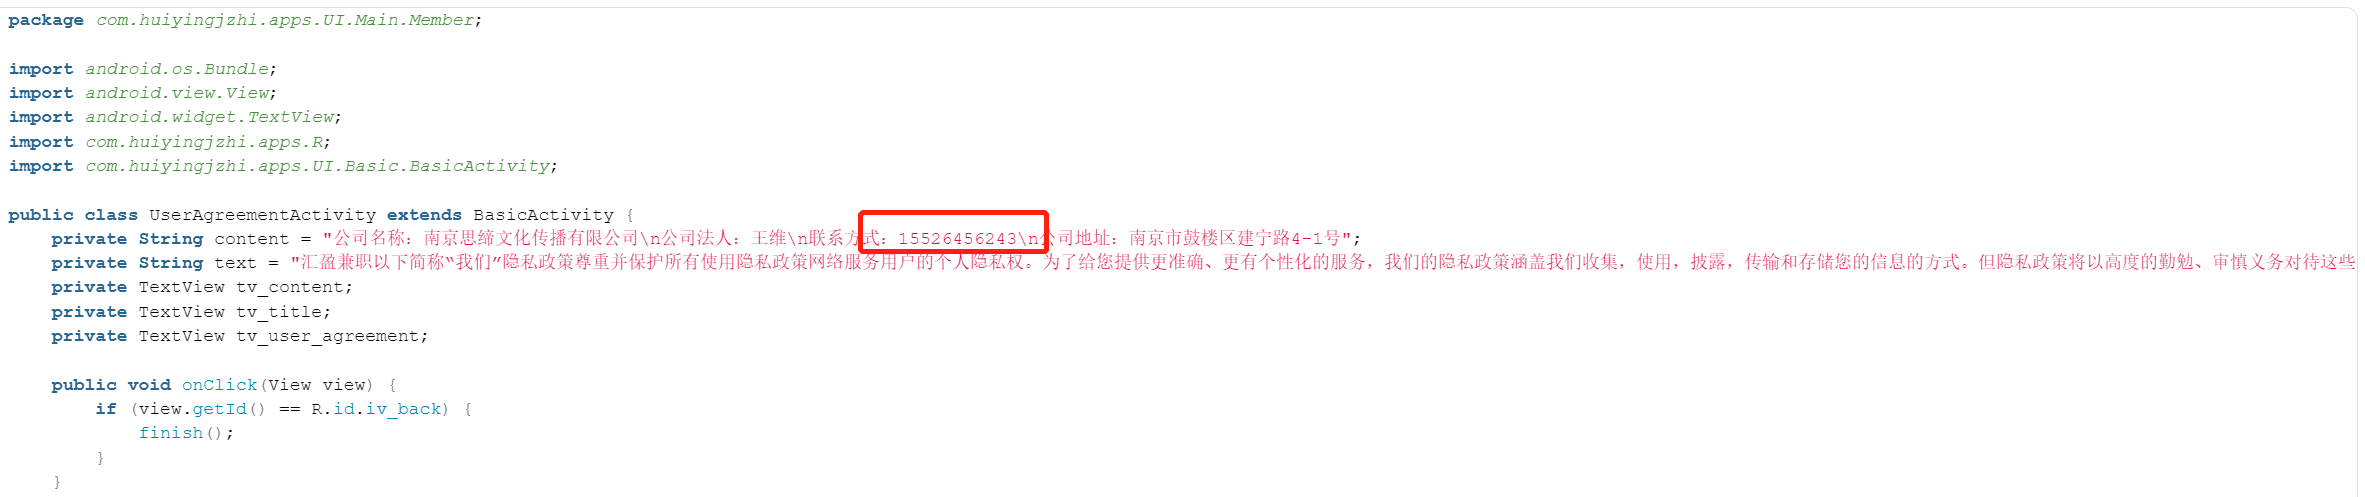 package com.huiyingjzhi.apps.UI.Main.Member;
import android.os.Bundle;
import android.view.View;
import android.widget.TextView;
import com.huiyingjzhi.apps.R;
import com.huiyingjzhi.apps.UI.Basic.BasicActivity;
public class UserAgreementActivity extends BasicActivity {
private String content = "公司名称：南京思缔文化传播有限公司\n公司法人：王维\n联系方式：15526456243\n公司地址：南京市鼓楼区建宁路4-1号";
private String text = "汇盈兼职以下简称“我们”隐私政策尊重并保护所有使用隐私政策网络服务用户的个人隐私权。为了给您提供更准确、更有个性化的服务，我们的隐私政策涵盖我们收集，使用，披露，传输和存储您的信息的方式。但隐私政策将以高度的勤勉、审慎义务对待这些
private TextView tv_content;
private TextView tv_title;
private TextView tv_user_agreement;
public void onClick(View view) {
if (view.getId() == R.id.iv_back) {
finish();
}
}